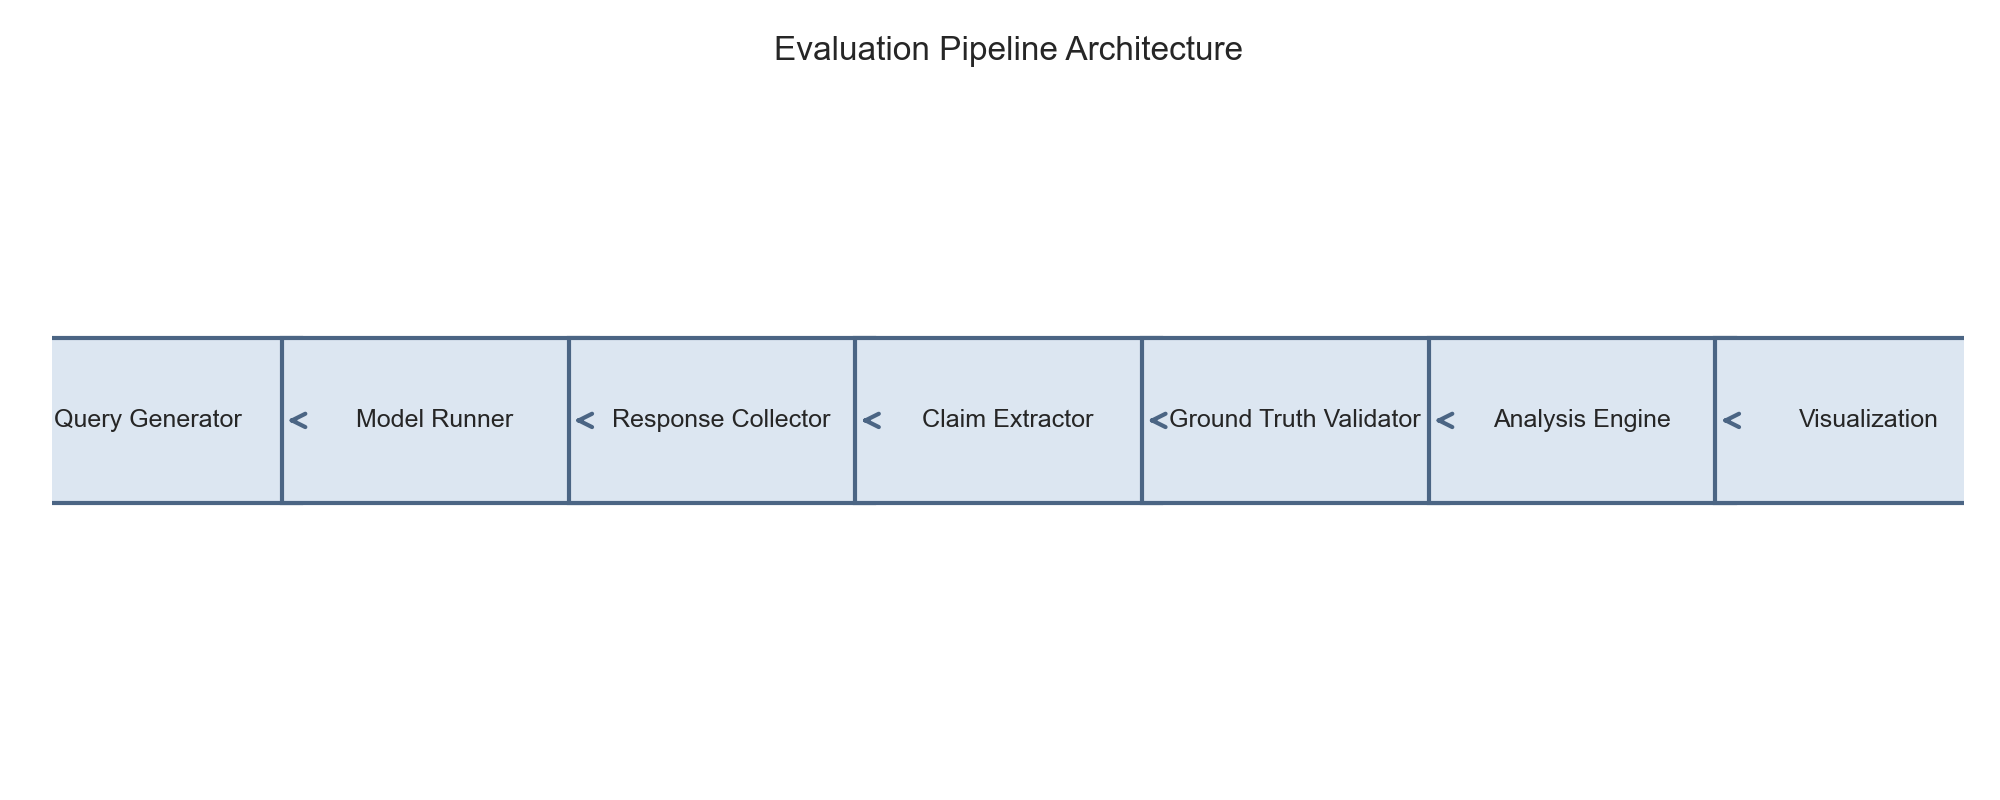 Evaluation Pipeline Architecture
Query Generator
Model Runner
Response Collector
Claim Extractor
Ground Truth Validator
Analysis Engine
Visualization